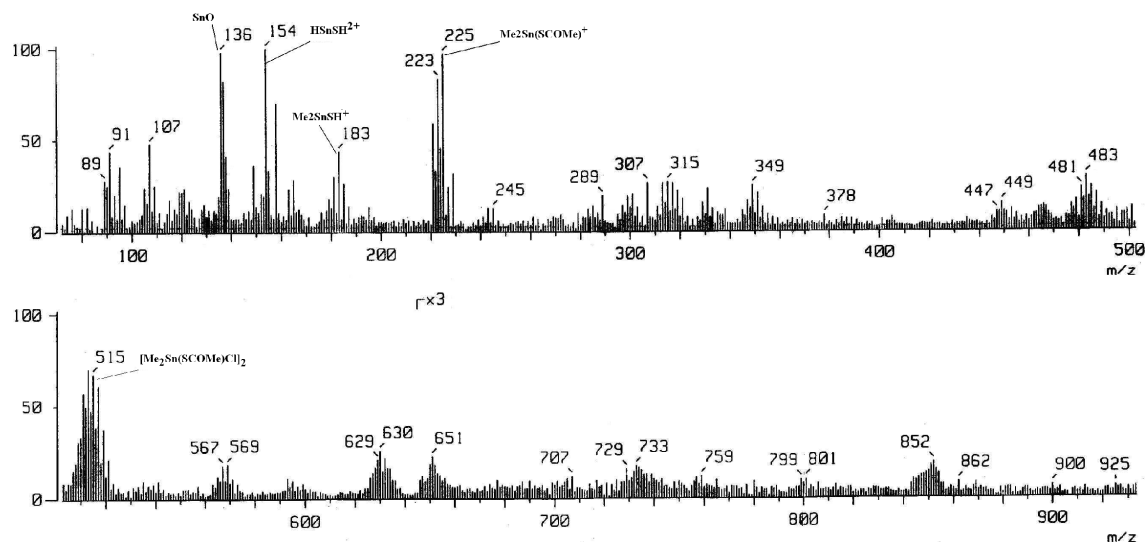 SnO
136 154 HSnSH2+ 225 Me2Sn(SCOMe)+
100
223
Me2SnSH+
183
91 107
50
89
245 289 307 315 349 378 447 449 481 483
0
100 200 300 400 500
m/z
┌×3
100
515 [Me2Sn(SCOMe)Cl]2
50
567 569 629 630 651 707 729 733 759 799 801 852 862 900 925
0
600 700 800 900
m/z